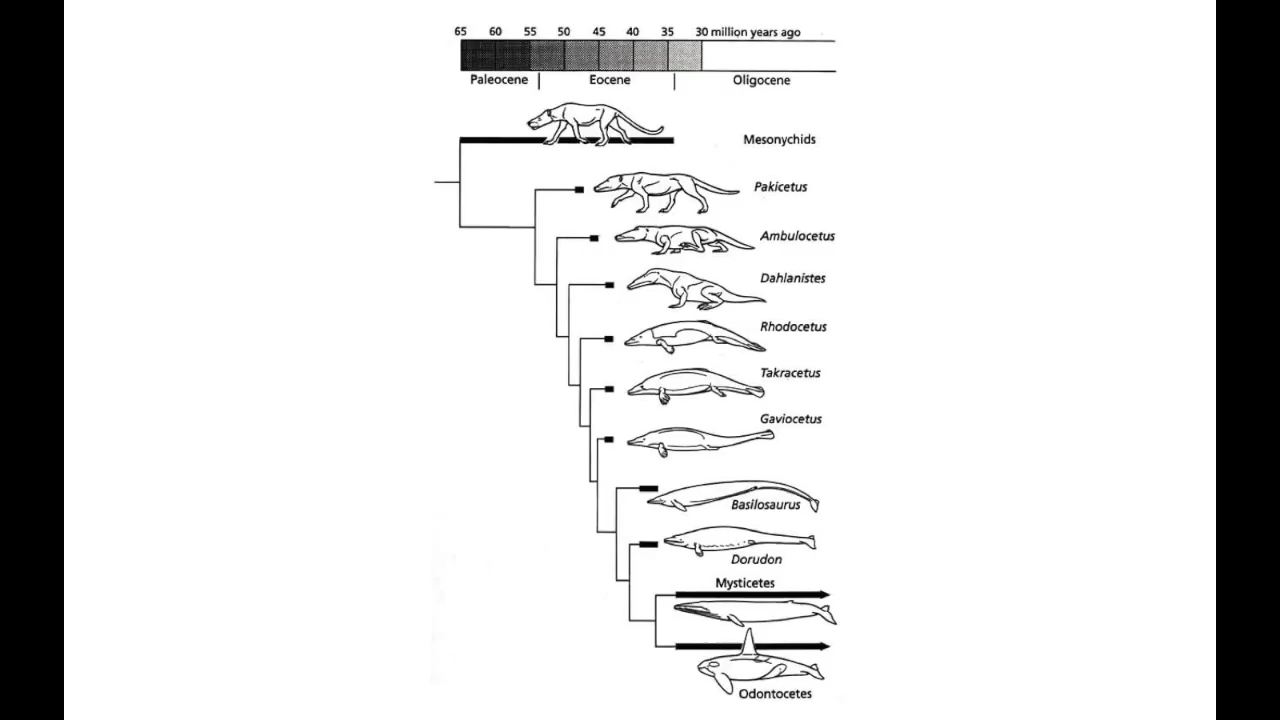 65 60 55 50 45 40 35 30 million years ago
Paleocene Eocene Oligocene
Mesonychids
Pakicetus
Ambulocetus
Dahlanistes
Rhodocetus
Takracetus
Gaviocetus
Basilosaurus
Dorudon
Mysticetes
Odontocetes